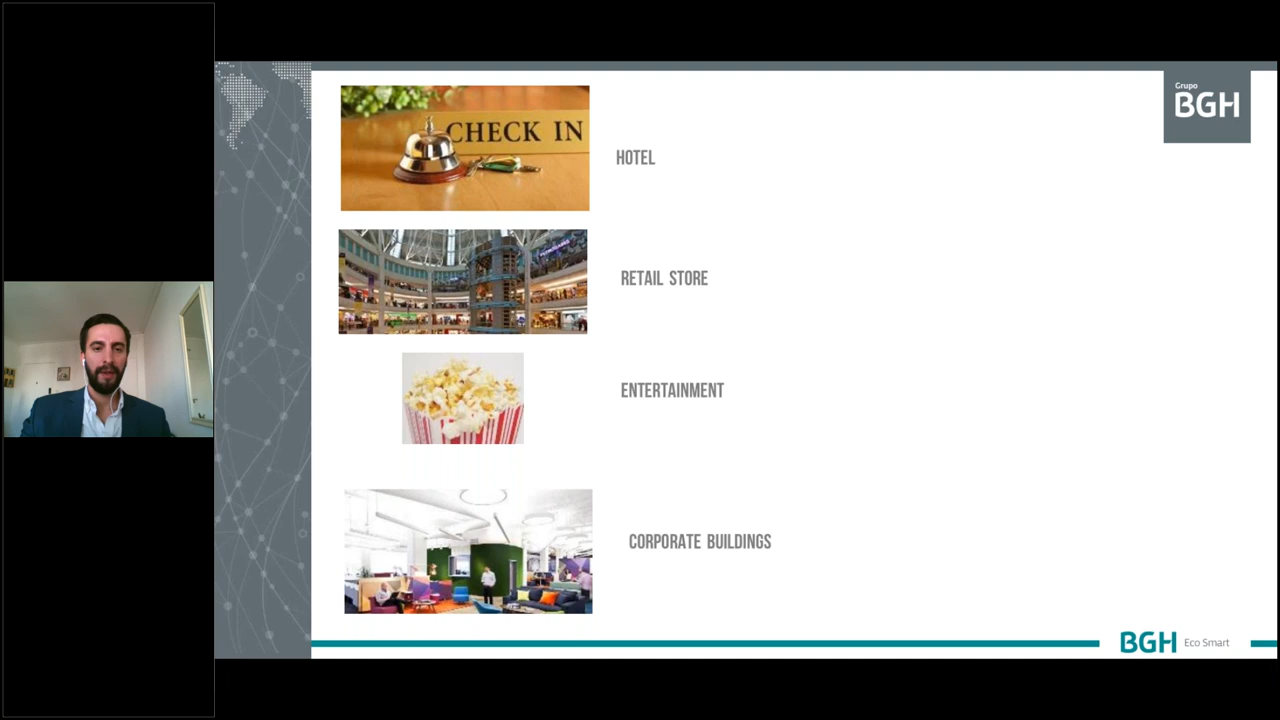 Grupo
BGH
CHECK IN
HOTEL
RETAIL STORE
ENTERTAINMENT
CORPORATE BUILDINGS
BGH Eco Smart